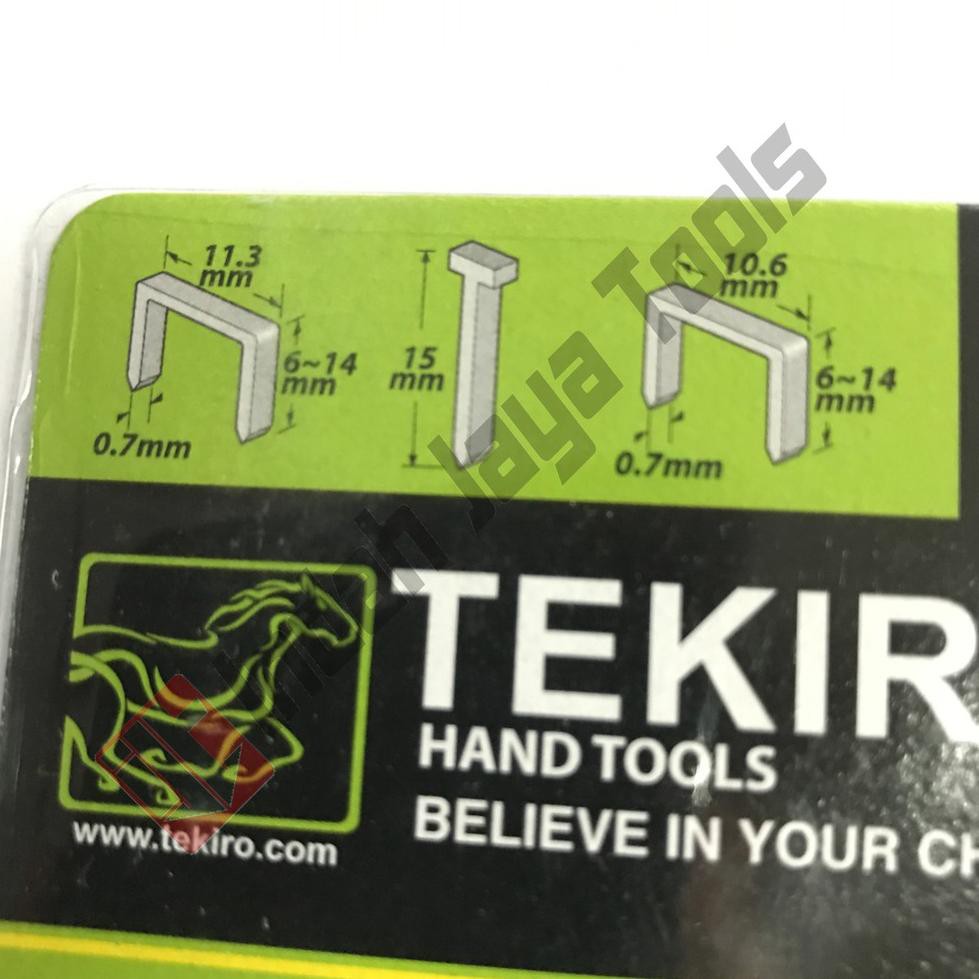 11.3
mm
6~14
mm
0.7mm
15
mm
10.6
mm
6~14
mm
0.7mm
Jaya Tools
TEKIR
HAND TOOLS
BELIEVE IN YOUR CH
www.tekiro.com